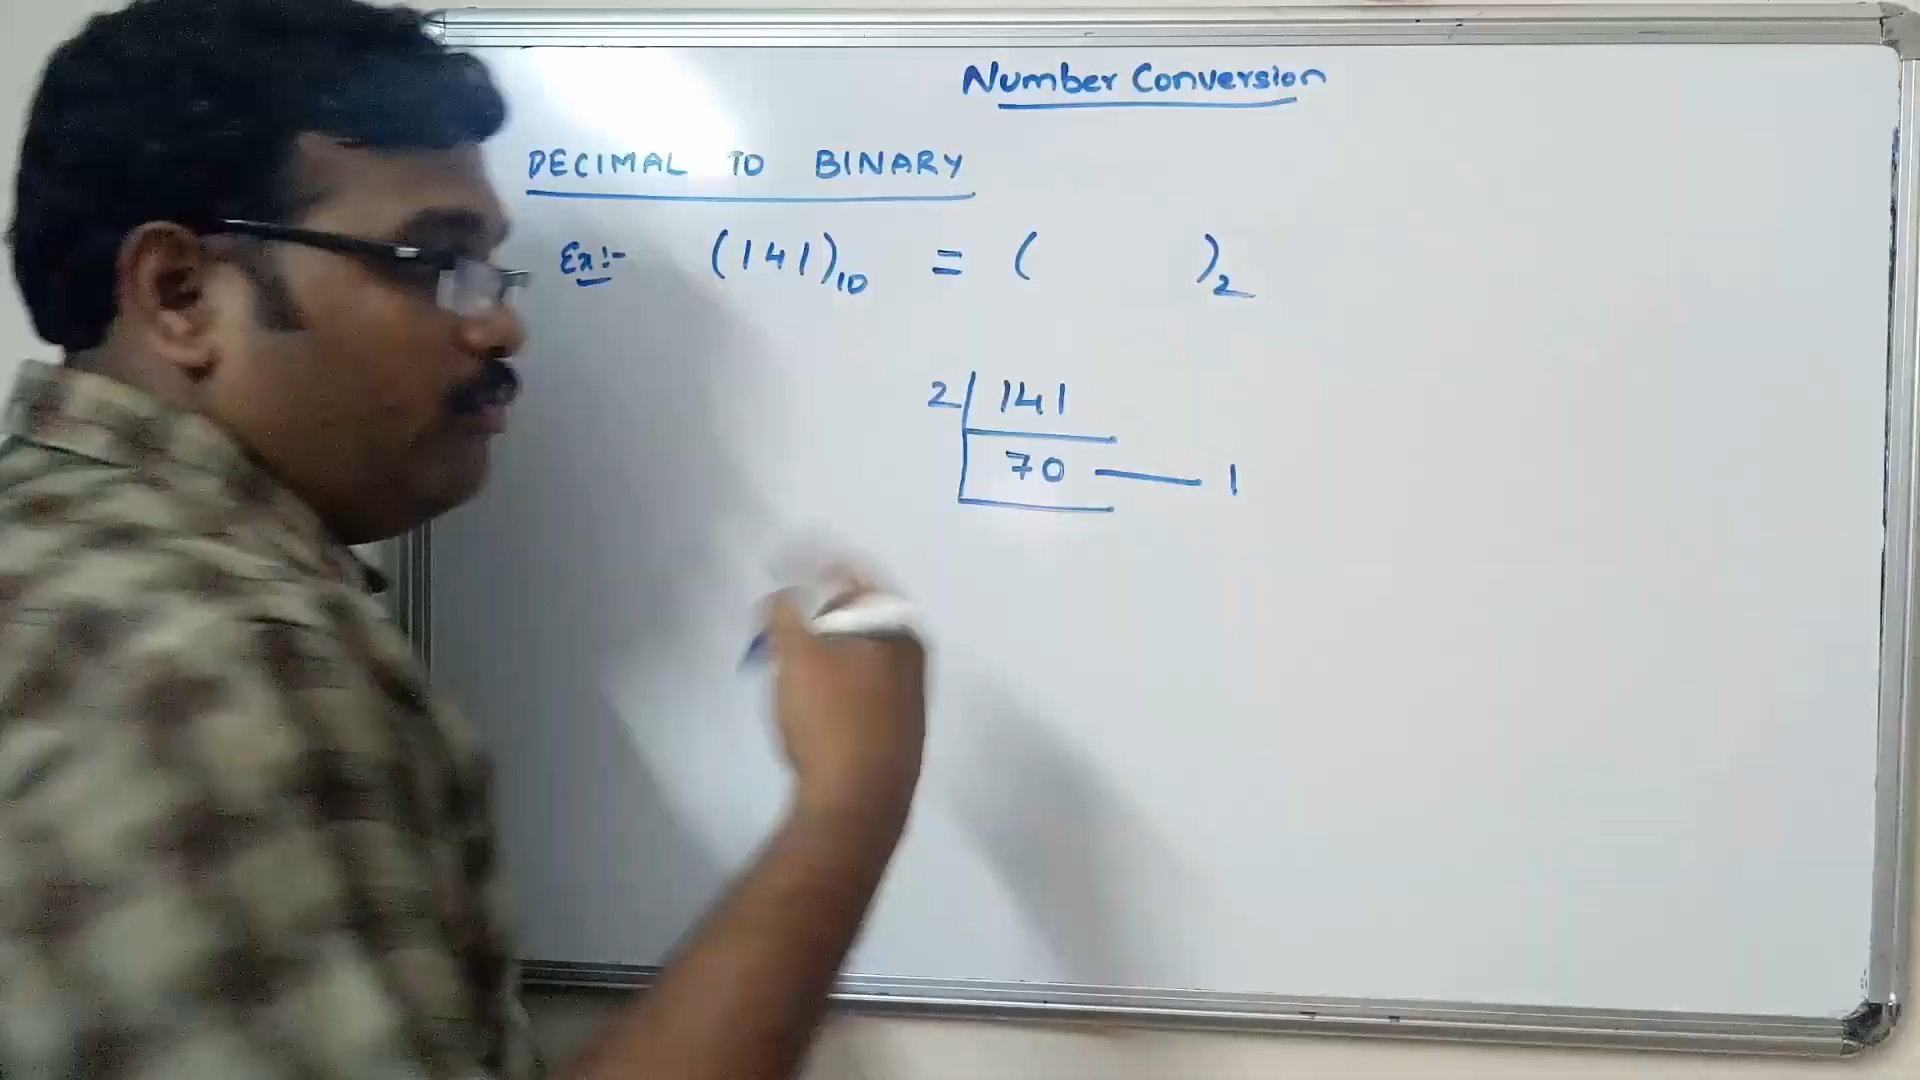 Number Conversion
DECIMAL TO BINARY
Ex:- (141)10 = ( )2
2 141
70 — 1